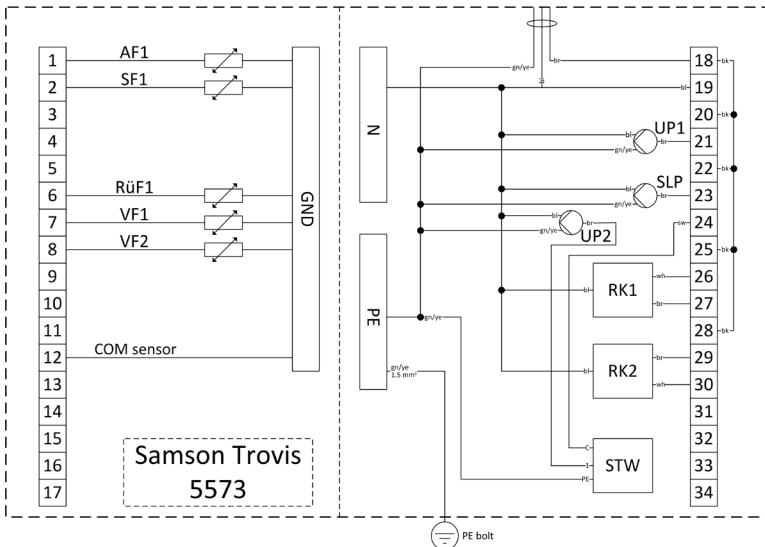 1 AF1
2 SF1
3
4
5
6 RüF1
7 VF1
8 VF2
9
10
11
12 COM sensor
13
14
15
16
17
GND
Samson Trovis
5573
N
PE
gn/ye
br
bl
bl
gn/ye
UP1
br
bl
gn/ye
SLP
br
bl
gn/ye
UP2
br
sw
bl
RK1
wh
br
gn/ye
bl
RK2
br
wh
gn/ye
1.5 mm²
C
1
PE
STW
18 bk
19
20 bk
21
22 bk
23
24
25 bk
26
27
28 bk
29
30
31
32
33
34
PE bolt